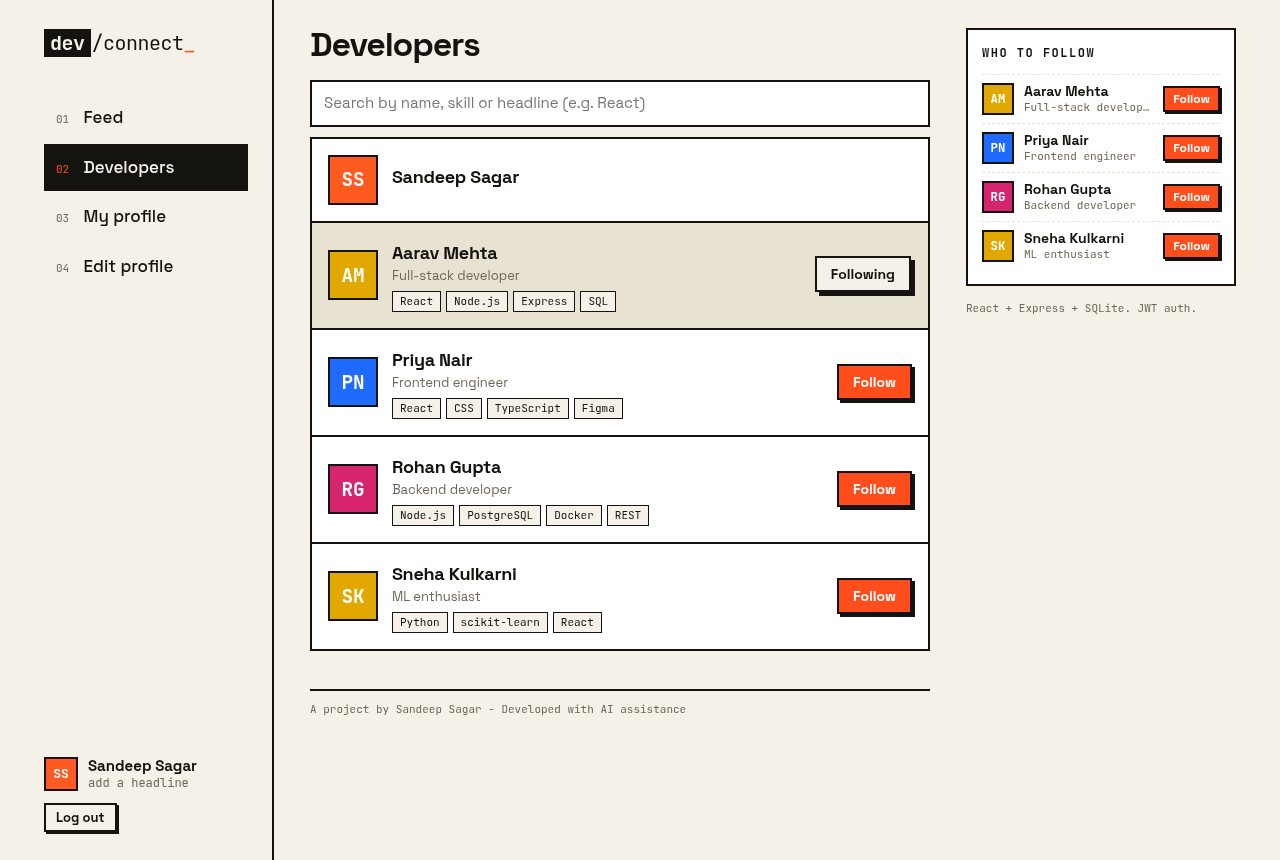 dev/connect_
01 Feed
02 Developers
03 My profile
04 Edit profile
SS
Sandeep Sagar
add a headline
Log out
Developers
Search by name, skill or headline (e.g. React)
SS
Sandeep Sagar
AM
Aarav Mehta
Full-stack developer
React Node.js Express SQL
Following
PN
Priya Nair
Frontend engineer
React CSS TypeScript Figma
Follow
RG
Rohan Gupta
Backend developer
Node.js PostgreSQL Docker REST
Follow
SK
Sneha Kulkarni
ML enthusiast
Python scikit-learn React
Follow
A project by Sandeep Sagar - Developed with AI assistance
WHO TO FOLLOW
AM
Aarav Mehta
Full-stack develop…
Follow
PN
Priya Nair
Frontend engineer
Follow
RG
Rohan Gupta
Backend developer
Follow
SK
Sneha Kulkarni
ML enthusiast
Follow
React + Express + SQLite. JWT auth.